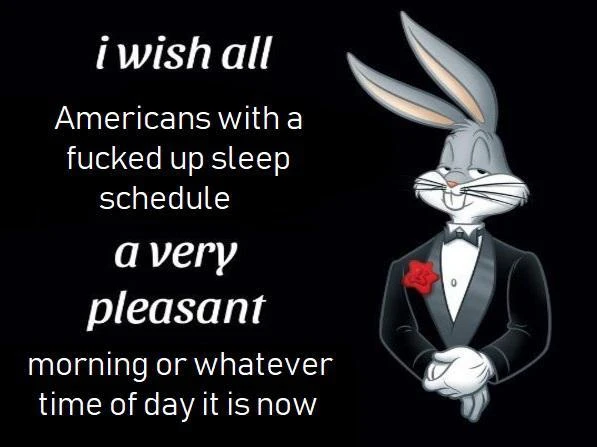 i wish all
Americans with a
fucked up sleep
schedule
a very
pleasant
morning or whatever
time of day it is now